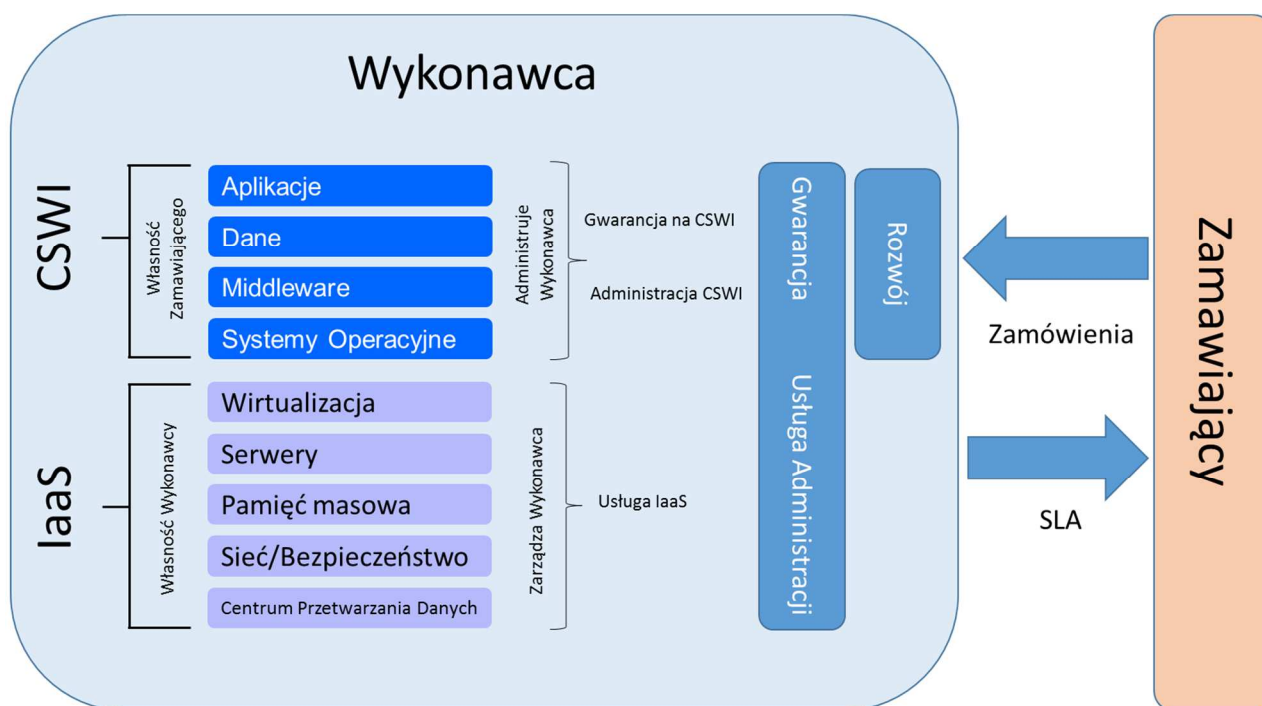 Wykonawca
CSWI
Własność
Zamawiającego
Aplikacje
Dane
Middleware
Systemy Operacyjne
Administruje
Wykonawca
Gwarancja na CSWI
Administracja CSWI
IaaS
Własność Wykonawcy
Wirtualizacja
Serwery
Pamięć masowa
Sieć/Bezpieczeństwo
Centrum Przetwarzania Danych
Zarządza Wykonawca
Usługa IaaS
Gwarancja
Usługa Administracji
Rozwój
Zamówienia
SLA
Zamawiający